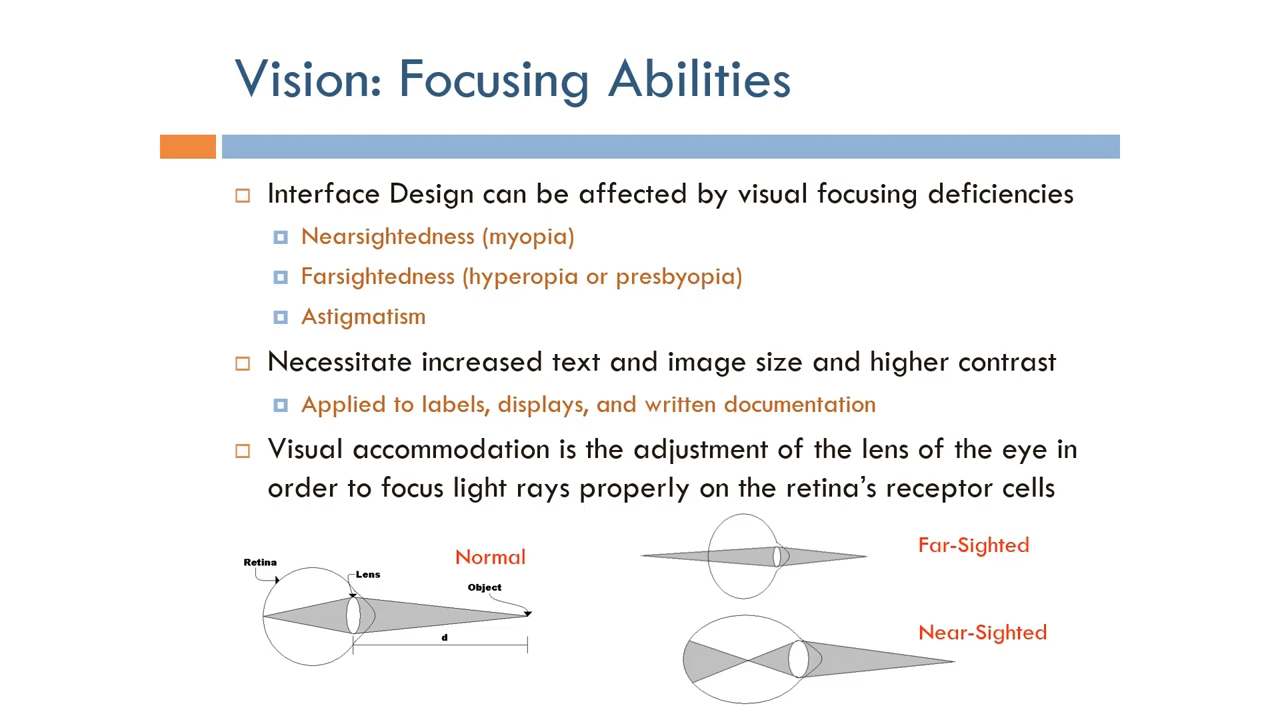 Vision: Focusing Abilities
Interface Design can be affected by visual focusing deficiencies
Nearsightedness (myopia)
Farsightedness (hyperopia or presbyopia)
Astigmatism
Necessitate increased text and image size and higher contrast
Applied to labels, displays, and written documentation
Visual accommodation is the adjustment of the lens of the eye in
order to focus light rays properly on the retina’s receptor cells
Normal
Retina
Lens
Object
d
Far-Sighted
Near-Sighted